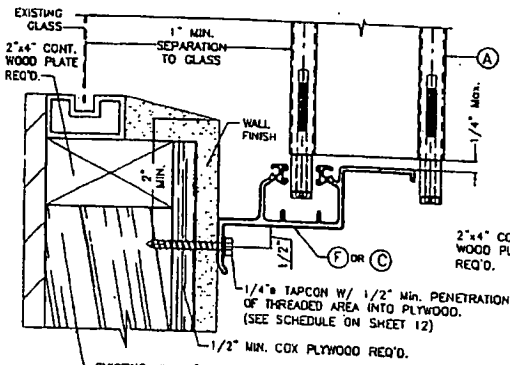 EXISTING
GLASS
1" MIN.
SEPARATION
TO GLASS
A
2"x4" CONT.
WOOD PLATE
REQ'D.
1/4" Max.
WALL
FINISH
2"
MIN.
2"x4" CO
WOOD PL
REQ'D.
1/2"
F OR C
1/4"ø TAPCON W/ 1/2" Min. PENETRATION
OF THREADED AREA INTO PLYWOOD.
(SEE SCHEDULE ON SHEET 12)
1/2" MIN. CDX PLYWOOD REQ'D.